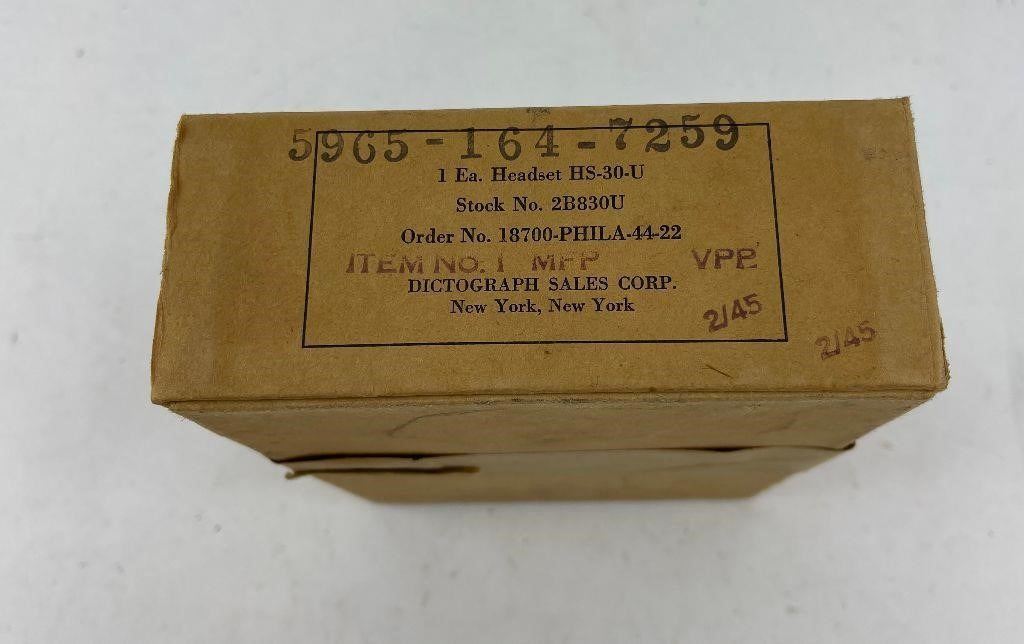 5965-164-7259
1 Ea. Headset HS-30-U
Stock No. 2B830U
Order No. 18700-PHILA-44-22
ITEM NO. 1 MFP VPB
DICTOGRAPH SALES CORP.
New York, New York
2/45
2/45